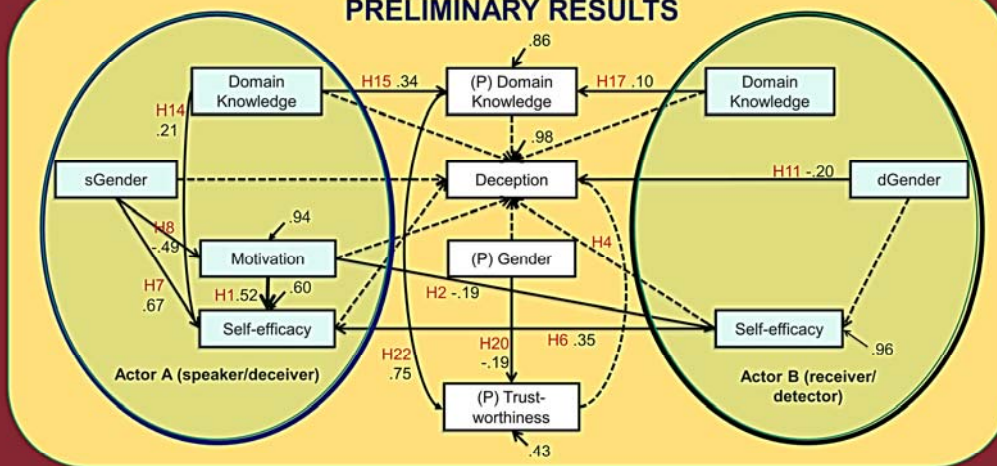 PRELIMINARY RESULTS
.86
Domain
Knowledge
H15 .34
(P) Domain
Knowledge
H17 .10
Domain
Knowledge
H14
.21
.98
sGender
Deception
H11 -.20
dGender
H8
-.49
.94
Motivation
(P) Gender
H4
H7
.67
H1 .52
.60
H2 -.19
Self-efficacy
Self-efficacy
H6 .35
H20
-.19
H22
.75
.96
Actor A (speaker/deceiver)
Actor B (receiver/
detector)
(P) Trust-
worthiness
.43